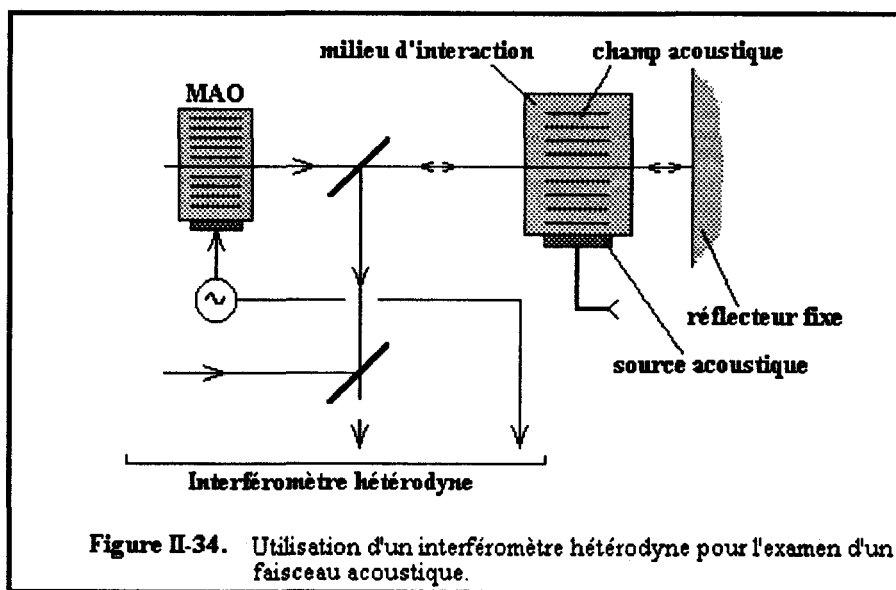 milieu d'interaction
champ acoustique
MAO
réflecteur fixe
source acoustique
Interféromètre hétérodyne
Figure II-34. Utilisation d'un interféromètre hétérodyne pour l'examen d'un
faisceau acoustique.